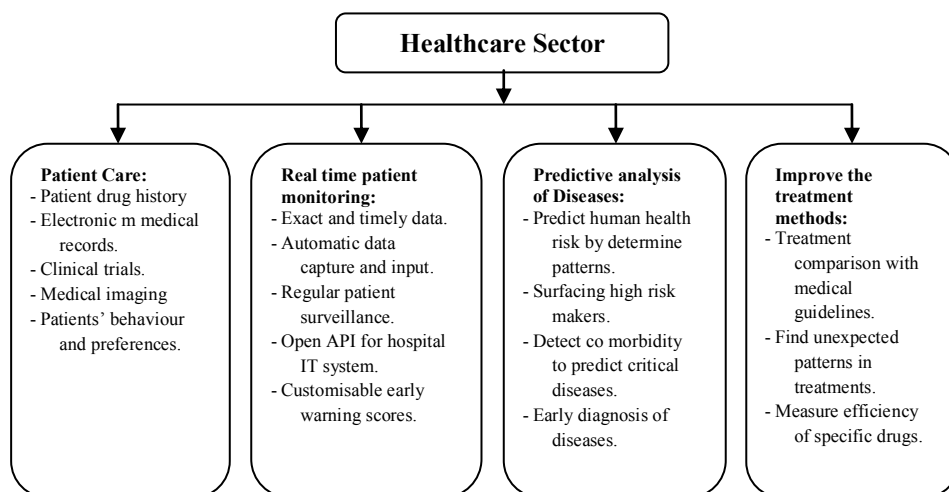 Healthcare Sector
Patient Care:
- Patient drug history
- Electronic m medical
records.
- Clinical trials.
- Medical imaging
- Patients’ behaviour
and preferences.
Real time patient
monitoring:
- Exact and timely data.
- Automatic data
capture and input.
- Regular patient
surveillance.
- Open API for hospital
IT system.
- Customisable early
warning scores.
Predictive analysis
of Diseases:
- Predict human health
risk by determine
patterns.
- Surfacing high risk
makers.
- Detect co morbidity
to predict critical
diseases.
- Early diagnosis of
diseases.
Improve the
treatment
methods:
- Treatment
comparison with
medical
guidelines.
- Find unexpected
patterns in
treatments.
- Measure efficiency
of specific drugs.